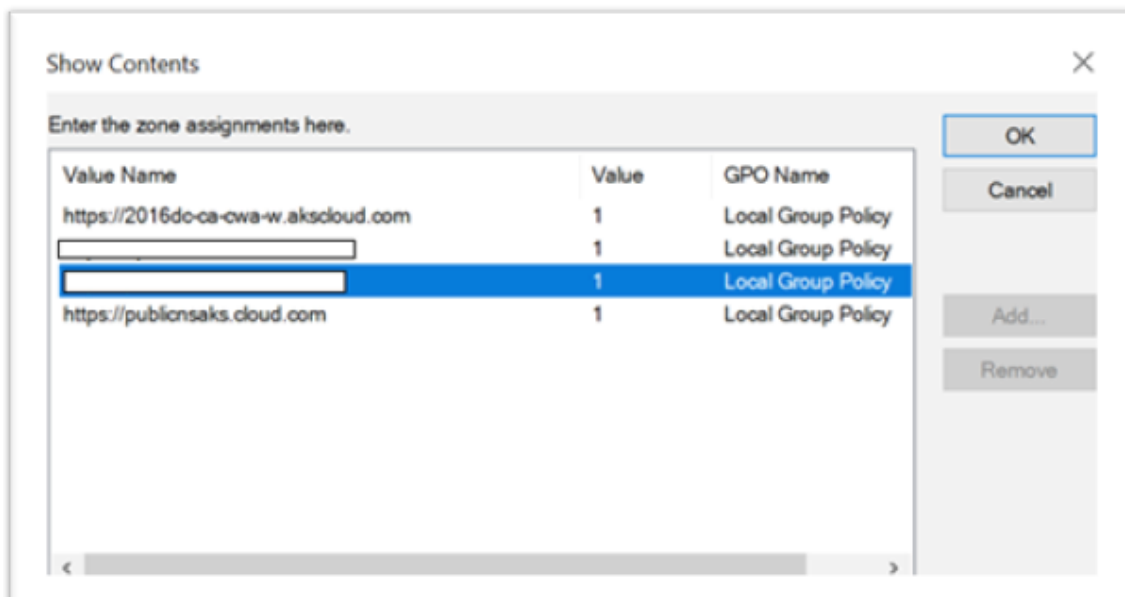 Show Contents
Enter the zone assignments here.
OK
Value Name Value GPO Name
Cancel
https://2016dc-ca-cwa-w.akscloud.com 1 Local Group Policy
1 Local Group Policy
1 Local Group Policy
https://publicnsaks.cloud.com 1 Local Group Policy
Add...
Remove